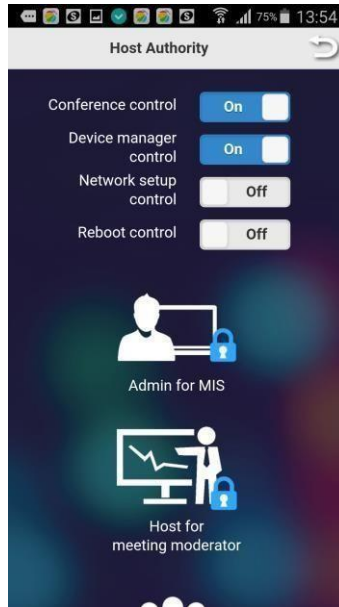 75% 13:54
Host Authority
Conference control On
Device manager
control On
Network setup
control Off
Reboot control Off
Admin for MIS
Host for
meeting moderator